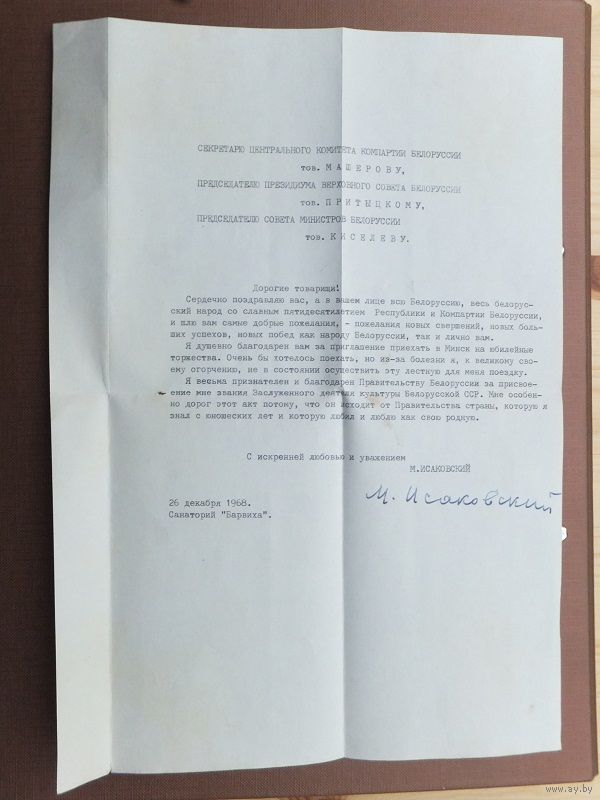 СЕКРЕТАРЮ ЦЕНТРАЛЬНОГО КОМИТЕТА КОМПАРТИИ БЕЛОРУССИИ
тов. М А Ш Е Р О В У,
ПРЕДСЕДАТЕЛЮ ПРЕЗИДИУМА ВЕРХОВНОГО СОВЕТА БЕЛОРУССИИ
тов. П Р И Т Ы Ц К О М У,
ПРЕДСЕДАТЕЛЮ СОВЕТА МИНИСТРОВ БЕЛОРУССИИ
тов. К И С Е Л Е В У.
Дорогие товарищи!
Сердечно поздравляю вас, а в вашем лице всю Белоруссию, весь белорус-
ский народ со славным пятидесятилетием Республики и Компартии Белоруссии,
и шлю вам самые добрые пожелания, - пожелания новых свершений, новых боль-
ших успехов, новых побед как народу Белоруссии, так и лично вам.
Я душевно благодарен вам за приглашение приехать в Минск на юбилейные
торжества. Очень бы хотелось поехать, но из-за болезни я, к великому сво-
ему огорчению, не в состоянии осуществить эту лестную для меня поездку.
Я весьма признателен и благодарен Правительству Белоруссии за присвое-
ение мне звания Заслуженного деятеля культуры Белорусской ССР. Мне особен-
но дорог этот акт потому, что он исходит от Правительства страны, которую я
знал с юношеских лет и которую любил и люблю как свою родную.
С искренней любовью и уважением
М.ИСАКОВСКИЙ
М. Исаковский
26 декабря 1968.
Санаторий "Барвиха".
www.ay.by